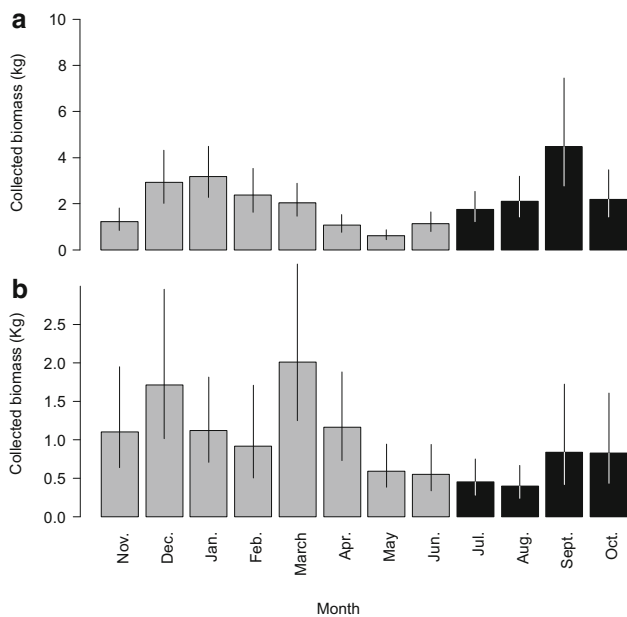 a
Collected biomass (kg)
10
8
6
4
2
0
b
Collected biomass (Kg)
2.5
2.0
1.5
1.0
0.5
0.0
Nov. Dec. Jan. Feb. March Apr. May Jun. Jul. Aug. Sept. Oct.
Month